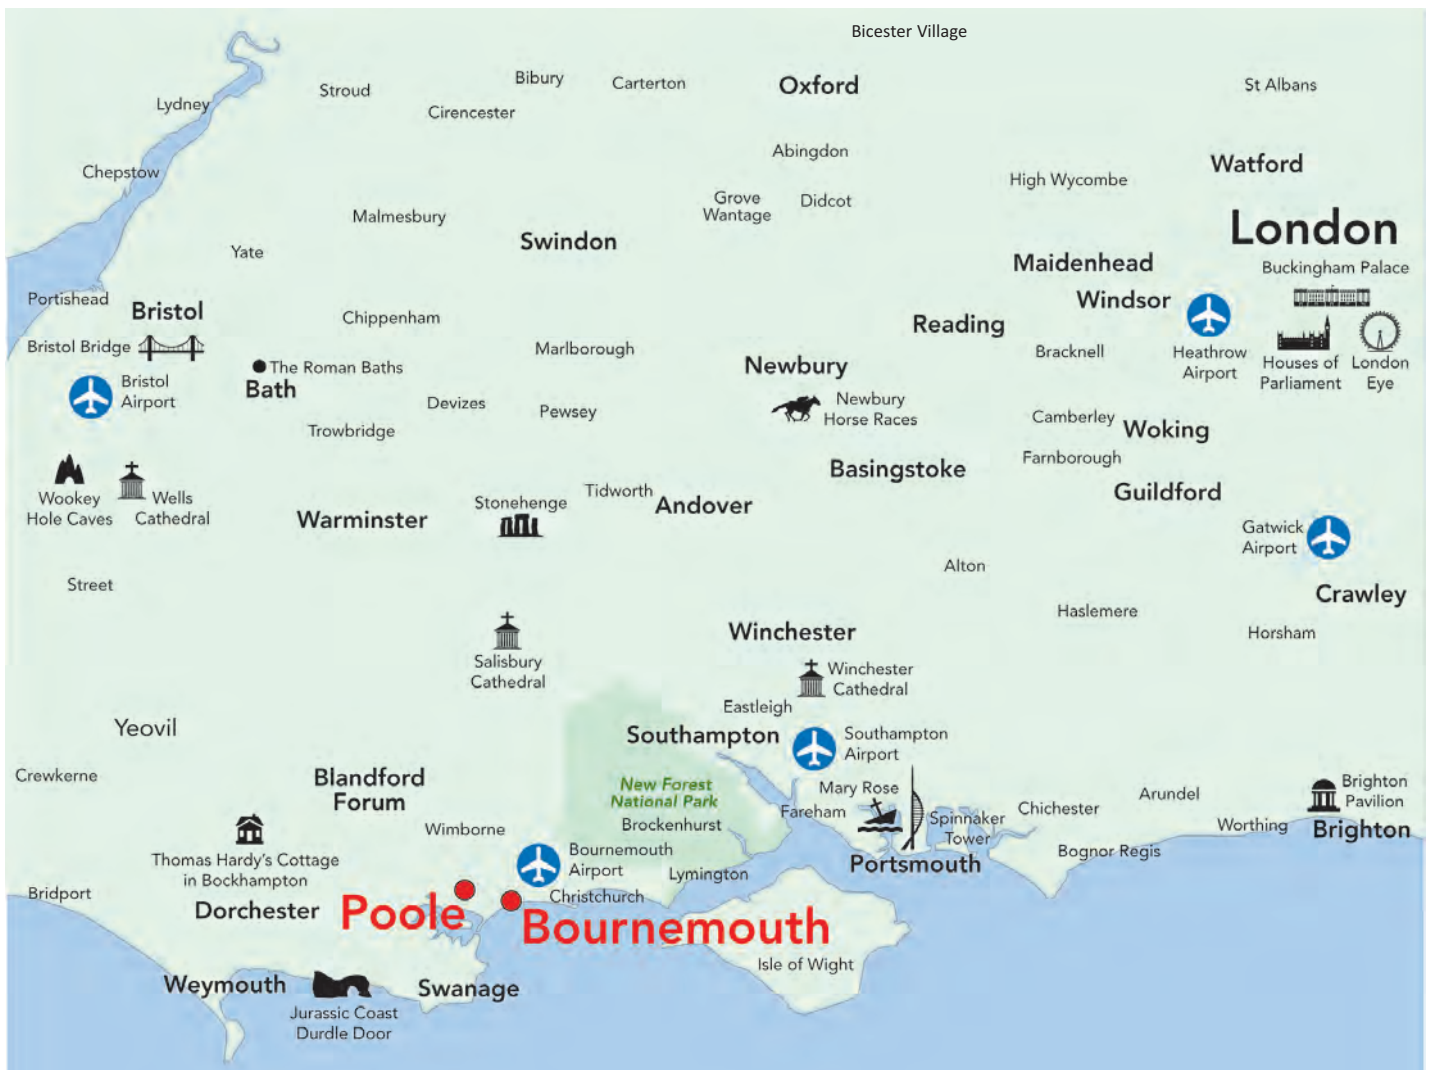 Bicester Village
Bibury
Carterton
Oxford
St Albans
Stroud
Lydney
Cirencester
Abingdon
Watford
Chepstow
High Wycombe
Grove
Wantage
Didcot
Malmesbury
London
Swindon
Yate
Maidenhead
Buckingham Palace
Portishead
Bristol
Windsor
Chippenham
Reading
Bristol Bridge
Marlborough
Bracknell
Heathrow
Airport
Houses of
Parliament
London
Eye
The Roman Baths
Bath
Newbury
Bristol
Airport
Devizes
Pewsey
Newbury
Horse Races
Camberley
Woking
Trowbridge
Farnborough
Basingstoke
Wookey
Hole Caves
Wells
Cathedral
Stonehenge
Tidworth
Andover
Guildford
Warminster
Gatwick
Airport
Alton
Street
Crawley
Haslemere
Horsham
Winchester
Salisbury
Cathedral
Winchester
Cathedral
Eastleigh
Yeovil
Southampton
Southampton
Airport
Crewkerne
Blandford
Forum
New Forest
National Park
Mary Rose
Brighton
Pavilion
Arundel
Chichester
Fareham
Spinnaker
Tower
Brockenhurst
Wimborne
Worthing
Brighton
Thomas Hardy's Cottage
in Bockhampton
Bournemouth
Airport
Portsmouth
Bognor Regis
Lymington
Bridport
Christchurch
Dorchester
Poole
Bournemouth
Isle of Wight
Weymouth
Swanage
Jurassic Coast
Durdle Door